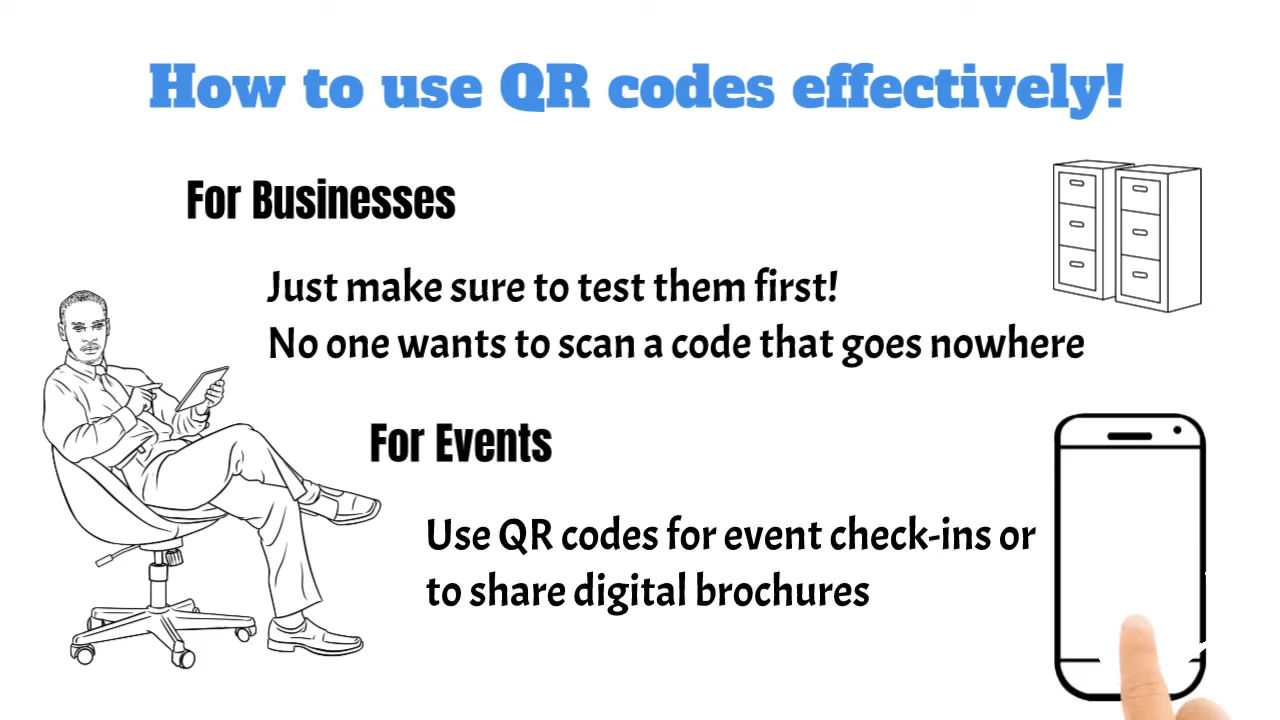 How to use QR codes effectively!
For Businesses
Just make sure to test them first!
No one wants to scan a code that goes nowhere
For Events
Use QR codes for event check-ins or
to share digital brochures